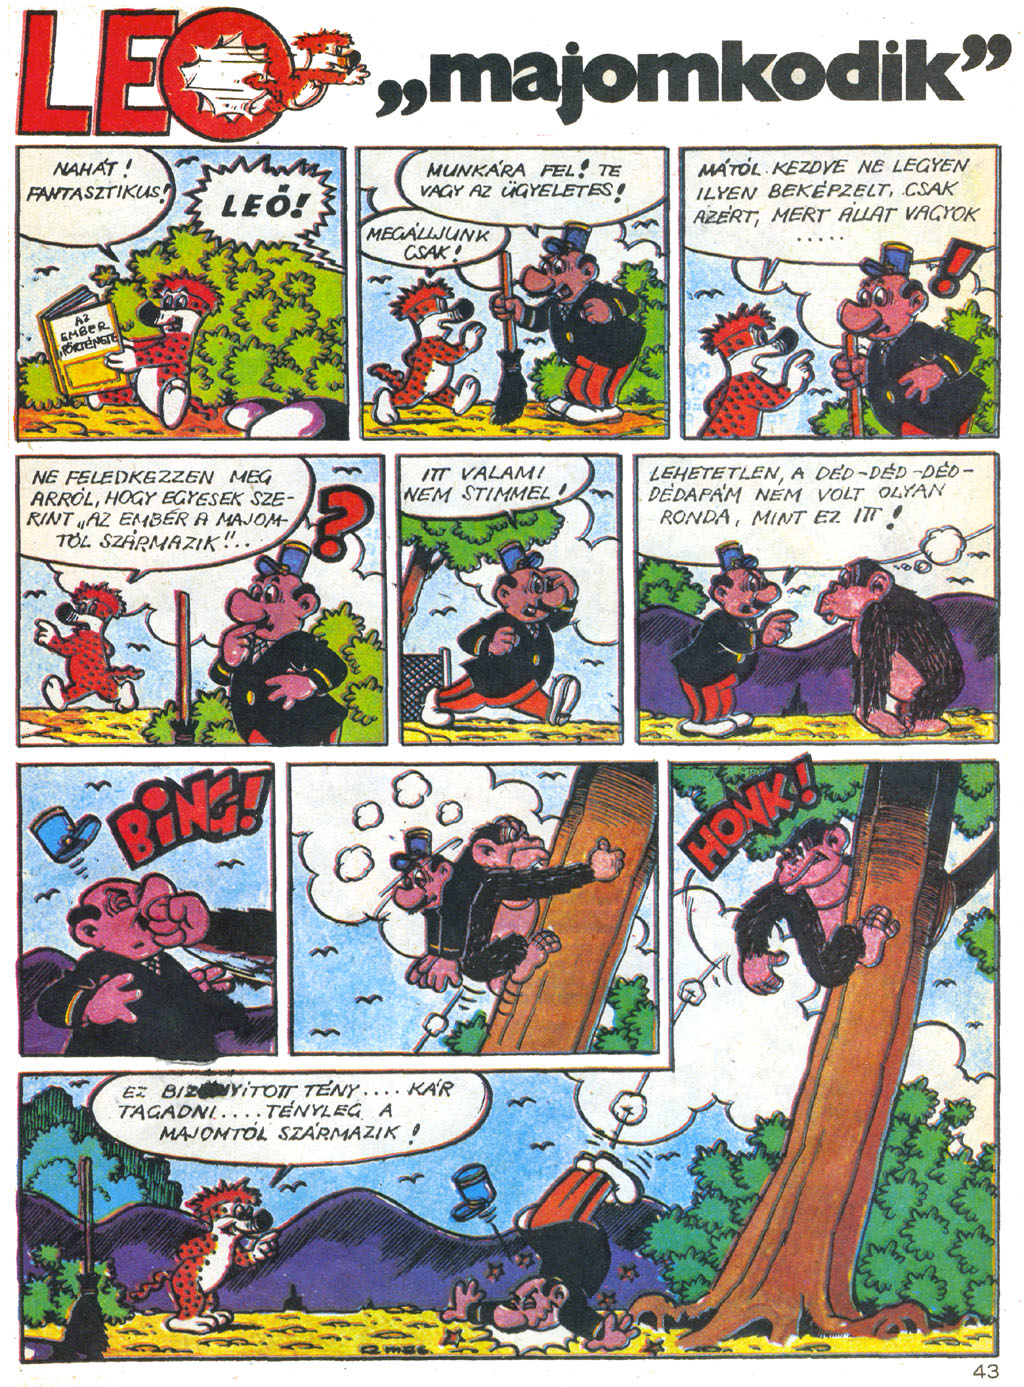 LEO
„majomkodik”
NAHÁT!
FANTASZTIKUS!
LEŐ!
AZ
EMBER
TÖRTÉNETE
MUNKÁRA FEL! TE
VAGY AZ ÜGYELETES!
MEGÁLLJUNK
CSAK!
MÁTÓL KEZDVE NE LEGYEN
ILYEN BEKÉPZELT, CSAK
AZÉRT, MERT ÁLLAT VAGYOK
.....
!
NE FELEDKEZZEN MEG
ARRÓL, HOGY EGYESEK SZE-
RINT „AZ EMBER A MAJOM-
TÓL SZÁRMAZIK"..
?
ITT VALAMI
NEM STIMMEL!
LEHETETLEN, A DÉD-DÉD-DÉD-
DÉDAPÁM NEM VOLT OLYAN
RONDA, MINT EZ ITT!
BING!
HONK!
EZ BIZONYÍTOTT TÉNY.... KÁR
TAGADNI.... TÉNYLEG A
MAJOMTÓL SZÁRMAZIK!
43